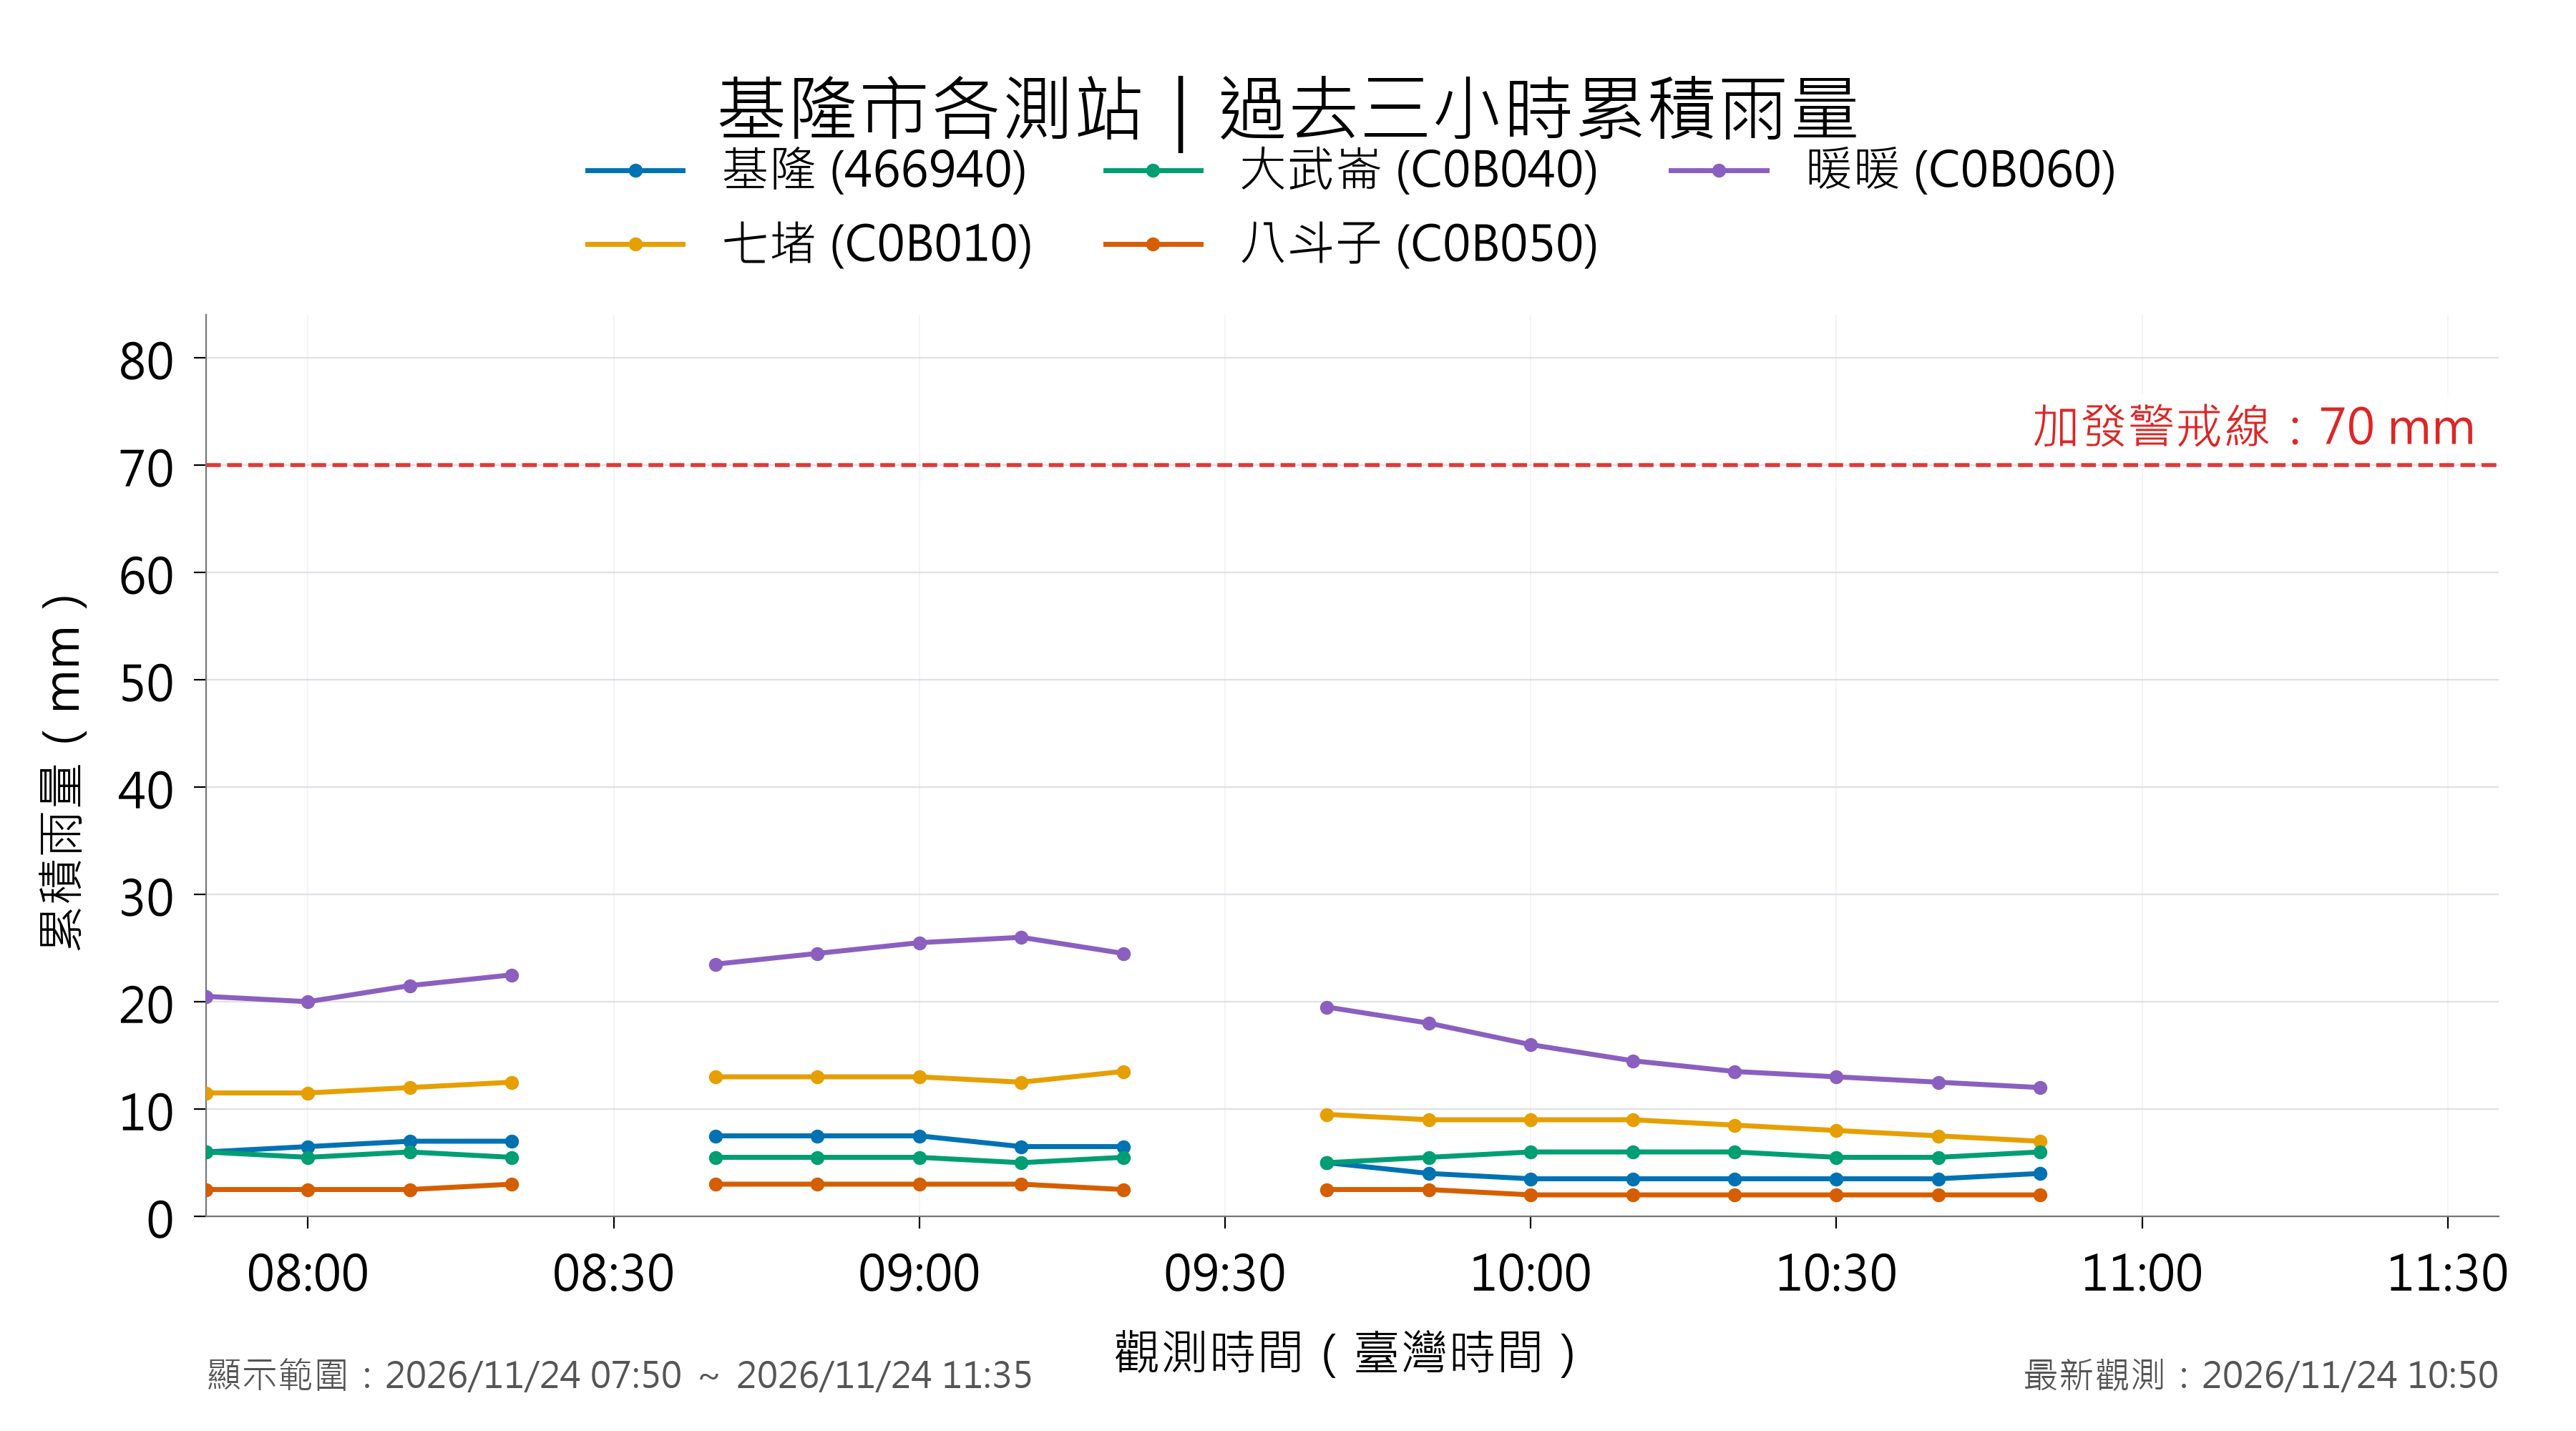 基隆市各測站｜過去三小時累積雨量
基隆 (466940)
大武崙 (C0B040)
暖暖 (C0B060)
七堵 (C0B010)
八斗子 (C0B050)
80
加發警戒線：70 mm
70
60
50
40
30
20
10
0
累積雨量（mm）
08:00 08:30 09:00 09:30 10:00 10:30 11:00 11:30
觀測時間（臺灣時間）
顯示範圍：2026/11/24 07:50 ~ 2026/11/24 11:35
最新觀測：2026/11/24 10:50